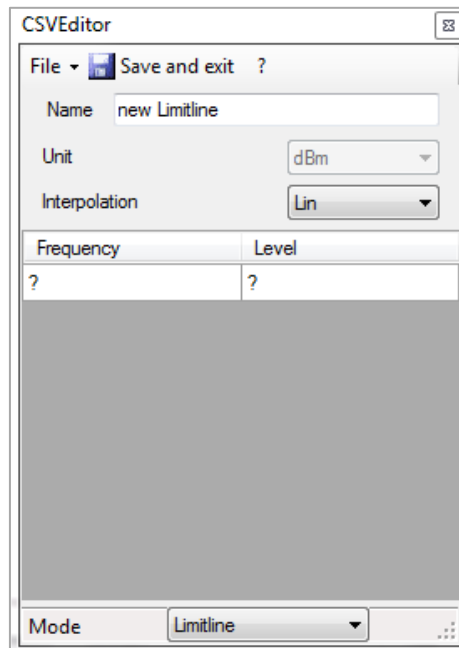 CSVEditor
File Save and exit ?
Name new Limitline
Unit dBm
Interpolation Lin
Frequency Level
? ?
Mode Limitline